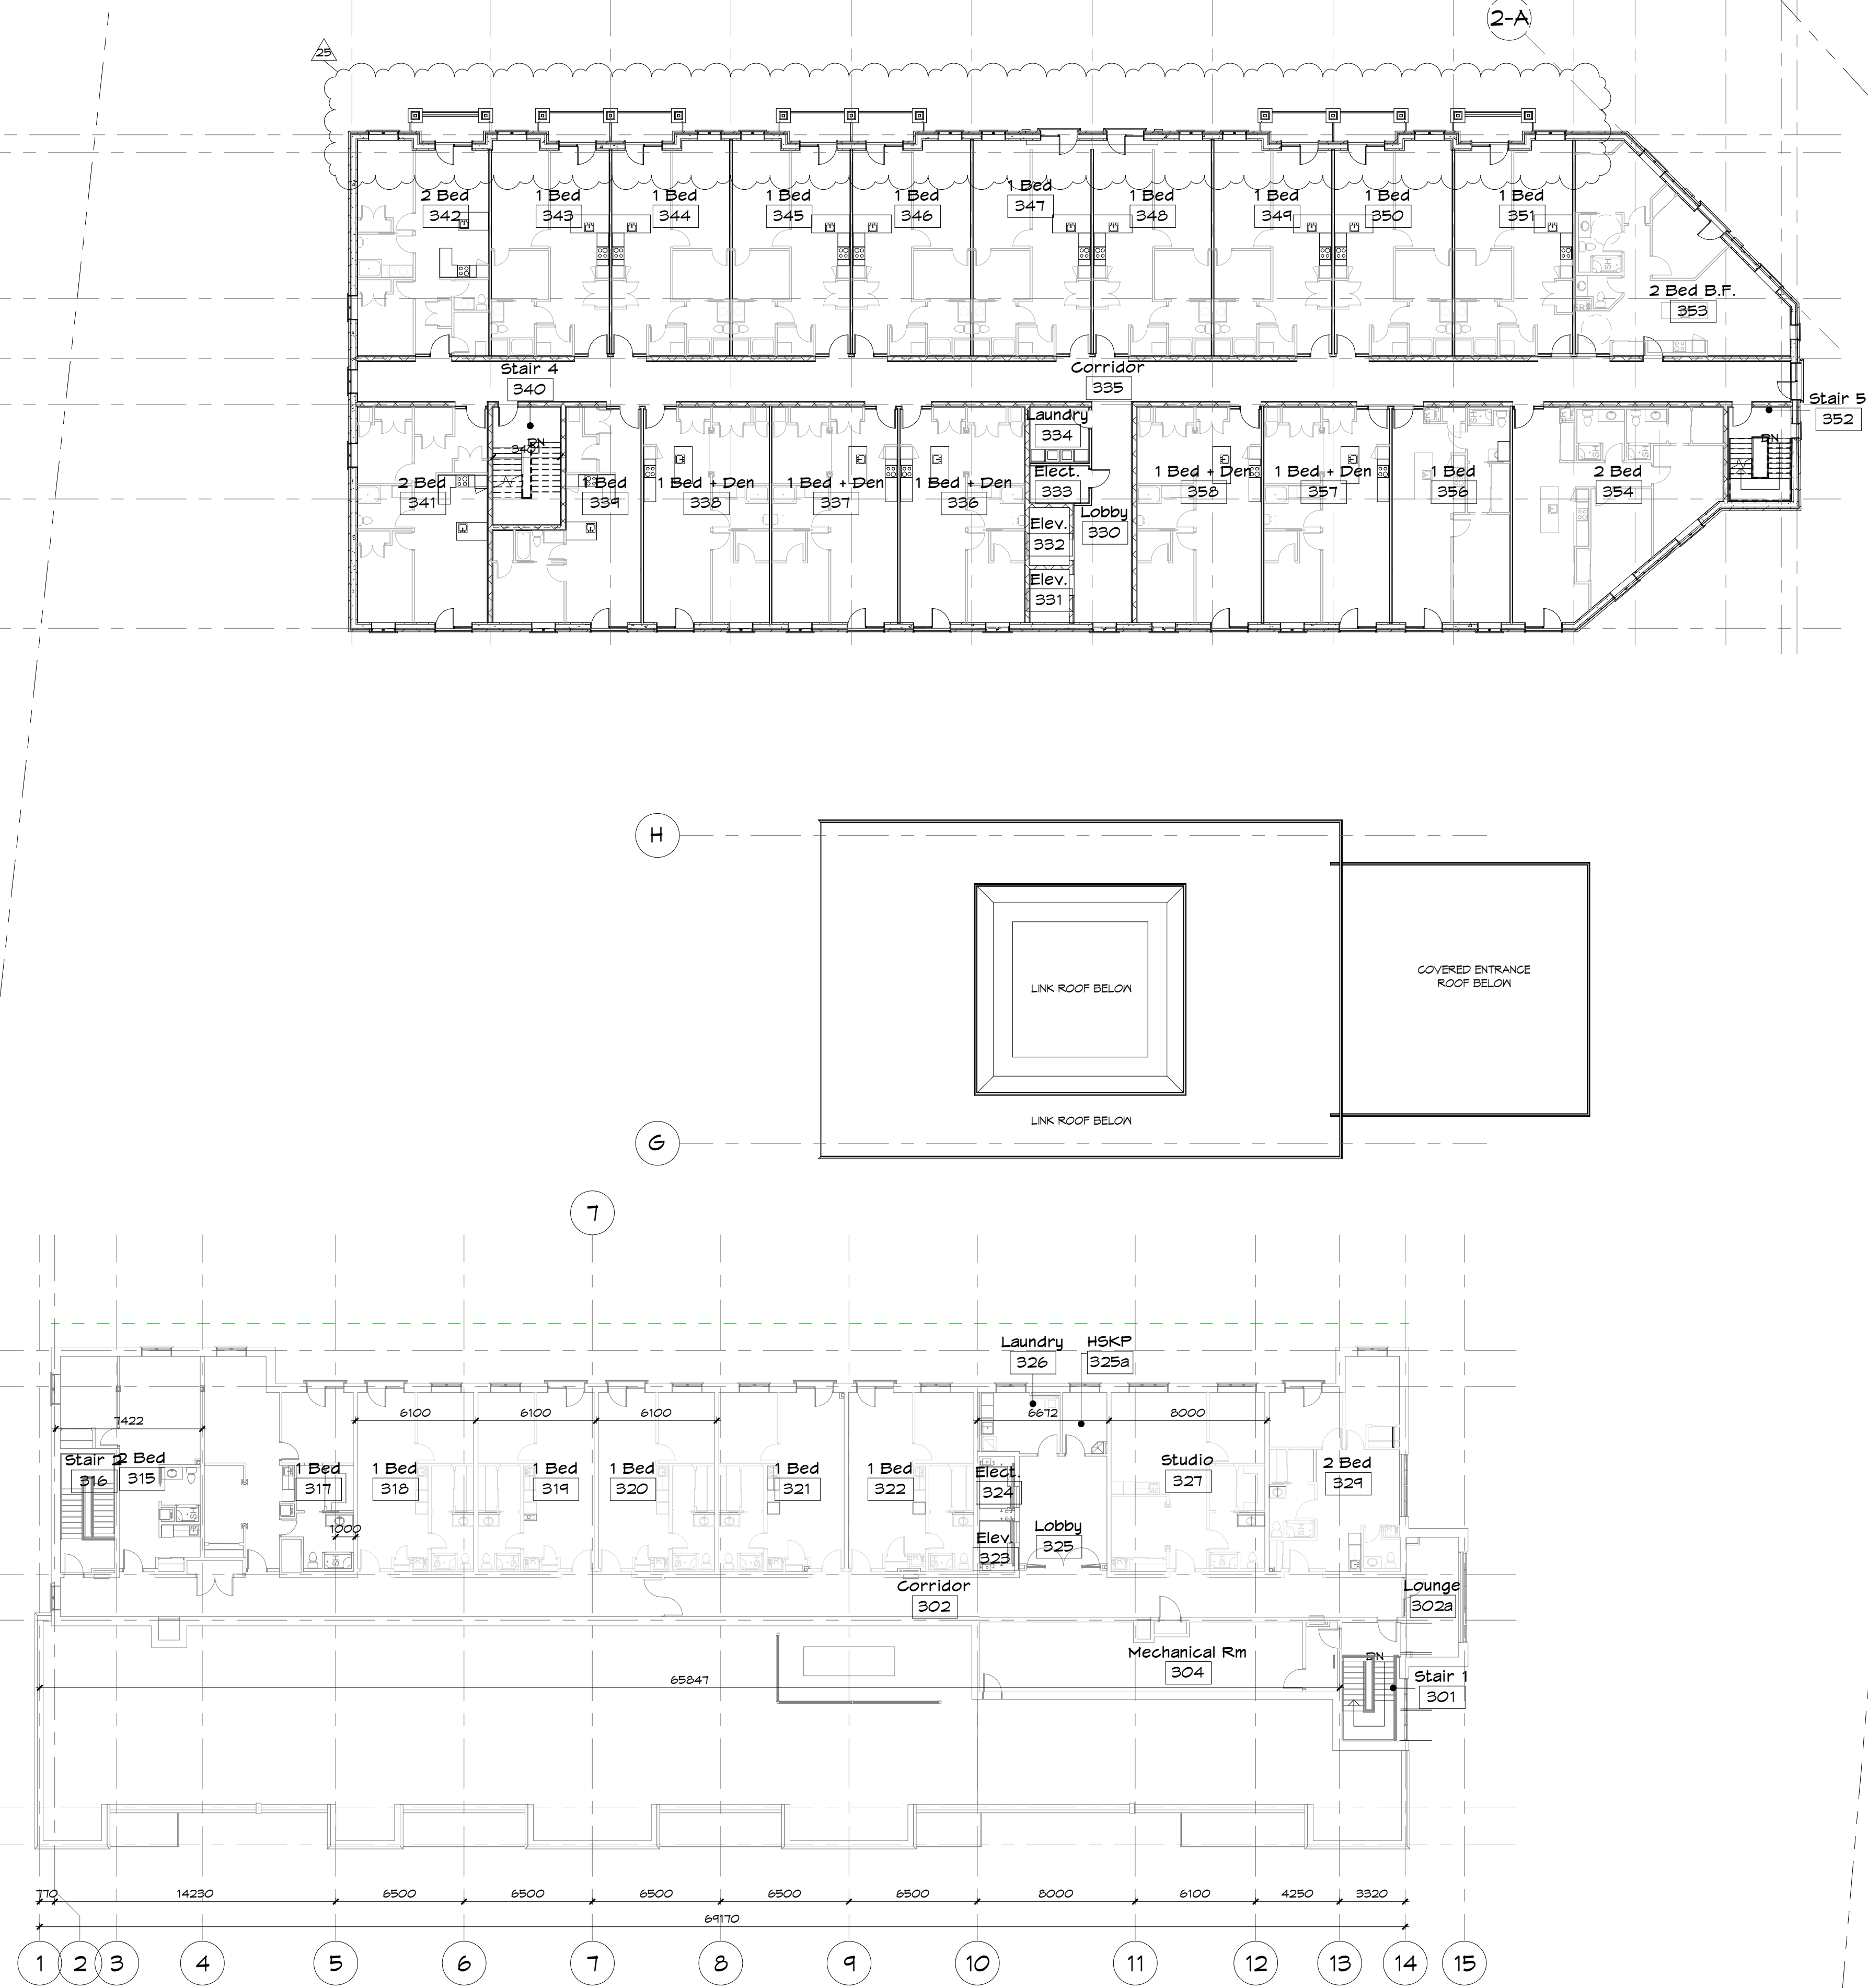 2-A
25
2 Bed
342
1 Bed
343
1 Bed
344
1 Bed
345
1 Bed
346
1 Bed
347
1 Bed
348
1 Bed
349
1 Bed
350
1 Bed
351
2 Bed B.F.
353
Stair 4
340
Corridor
335
Stair 5
352
DN
Laundry
334
DN
2 Bed
341
1 Bed
339
1 Bed + Den
338
1 Bed + Den
337
1 Bed + Den
336
Elect.
333
Lobby
330
Elev.
332
Elev.
331
1 Bed + Den
358
1 Bed + Den
357
1 Bed
356
2 Bed
354
H
LINK ROOF BELOW
COVERED ENTRANCE
ROOF BELOW
LINK ROOF BELOW
G
7
Laundry
326
HSKP
325a
7422
6100
6100
6100
6672
8000
Stair 2
316
2 Bed
315
1 Bed
317
1 Bed
318
1 Bed
319
1 Bed
320
1 Bed
321
1 Bed
322
Elect.
324
Studio
327
2 Bed
329
1000
Elev.
323
Lobby
325
Corridor
302
Lounge
302a
Mechanical Rm
304
DN
Stair 1
301
65847
770
14230
6500
6500
6500
6500
6500
8000
6100
4250
3320
69170
1
2
3
4
5
6
7
8
9
10
11
12
13
14
15